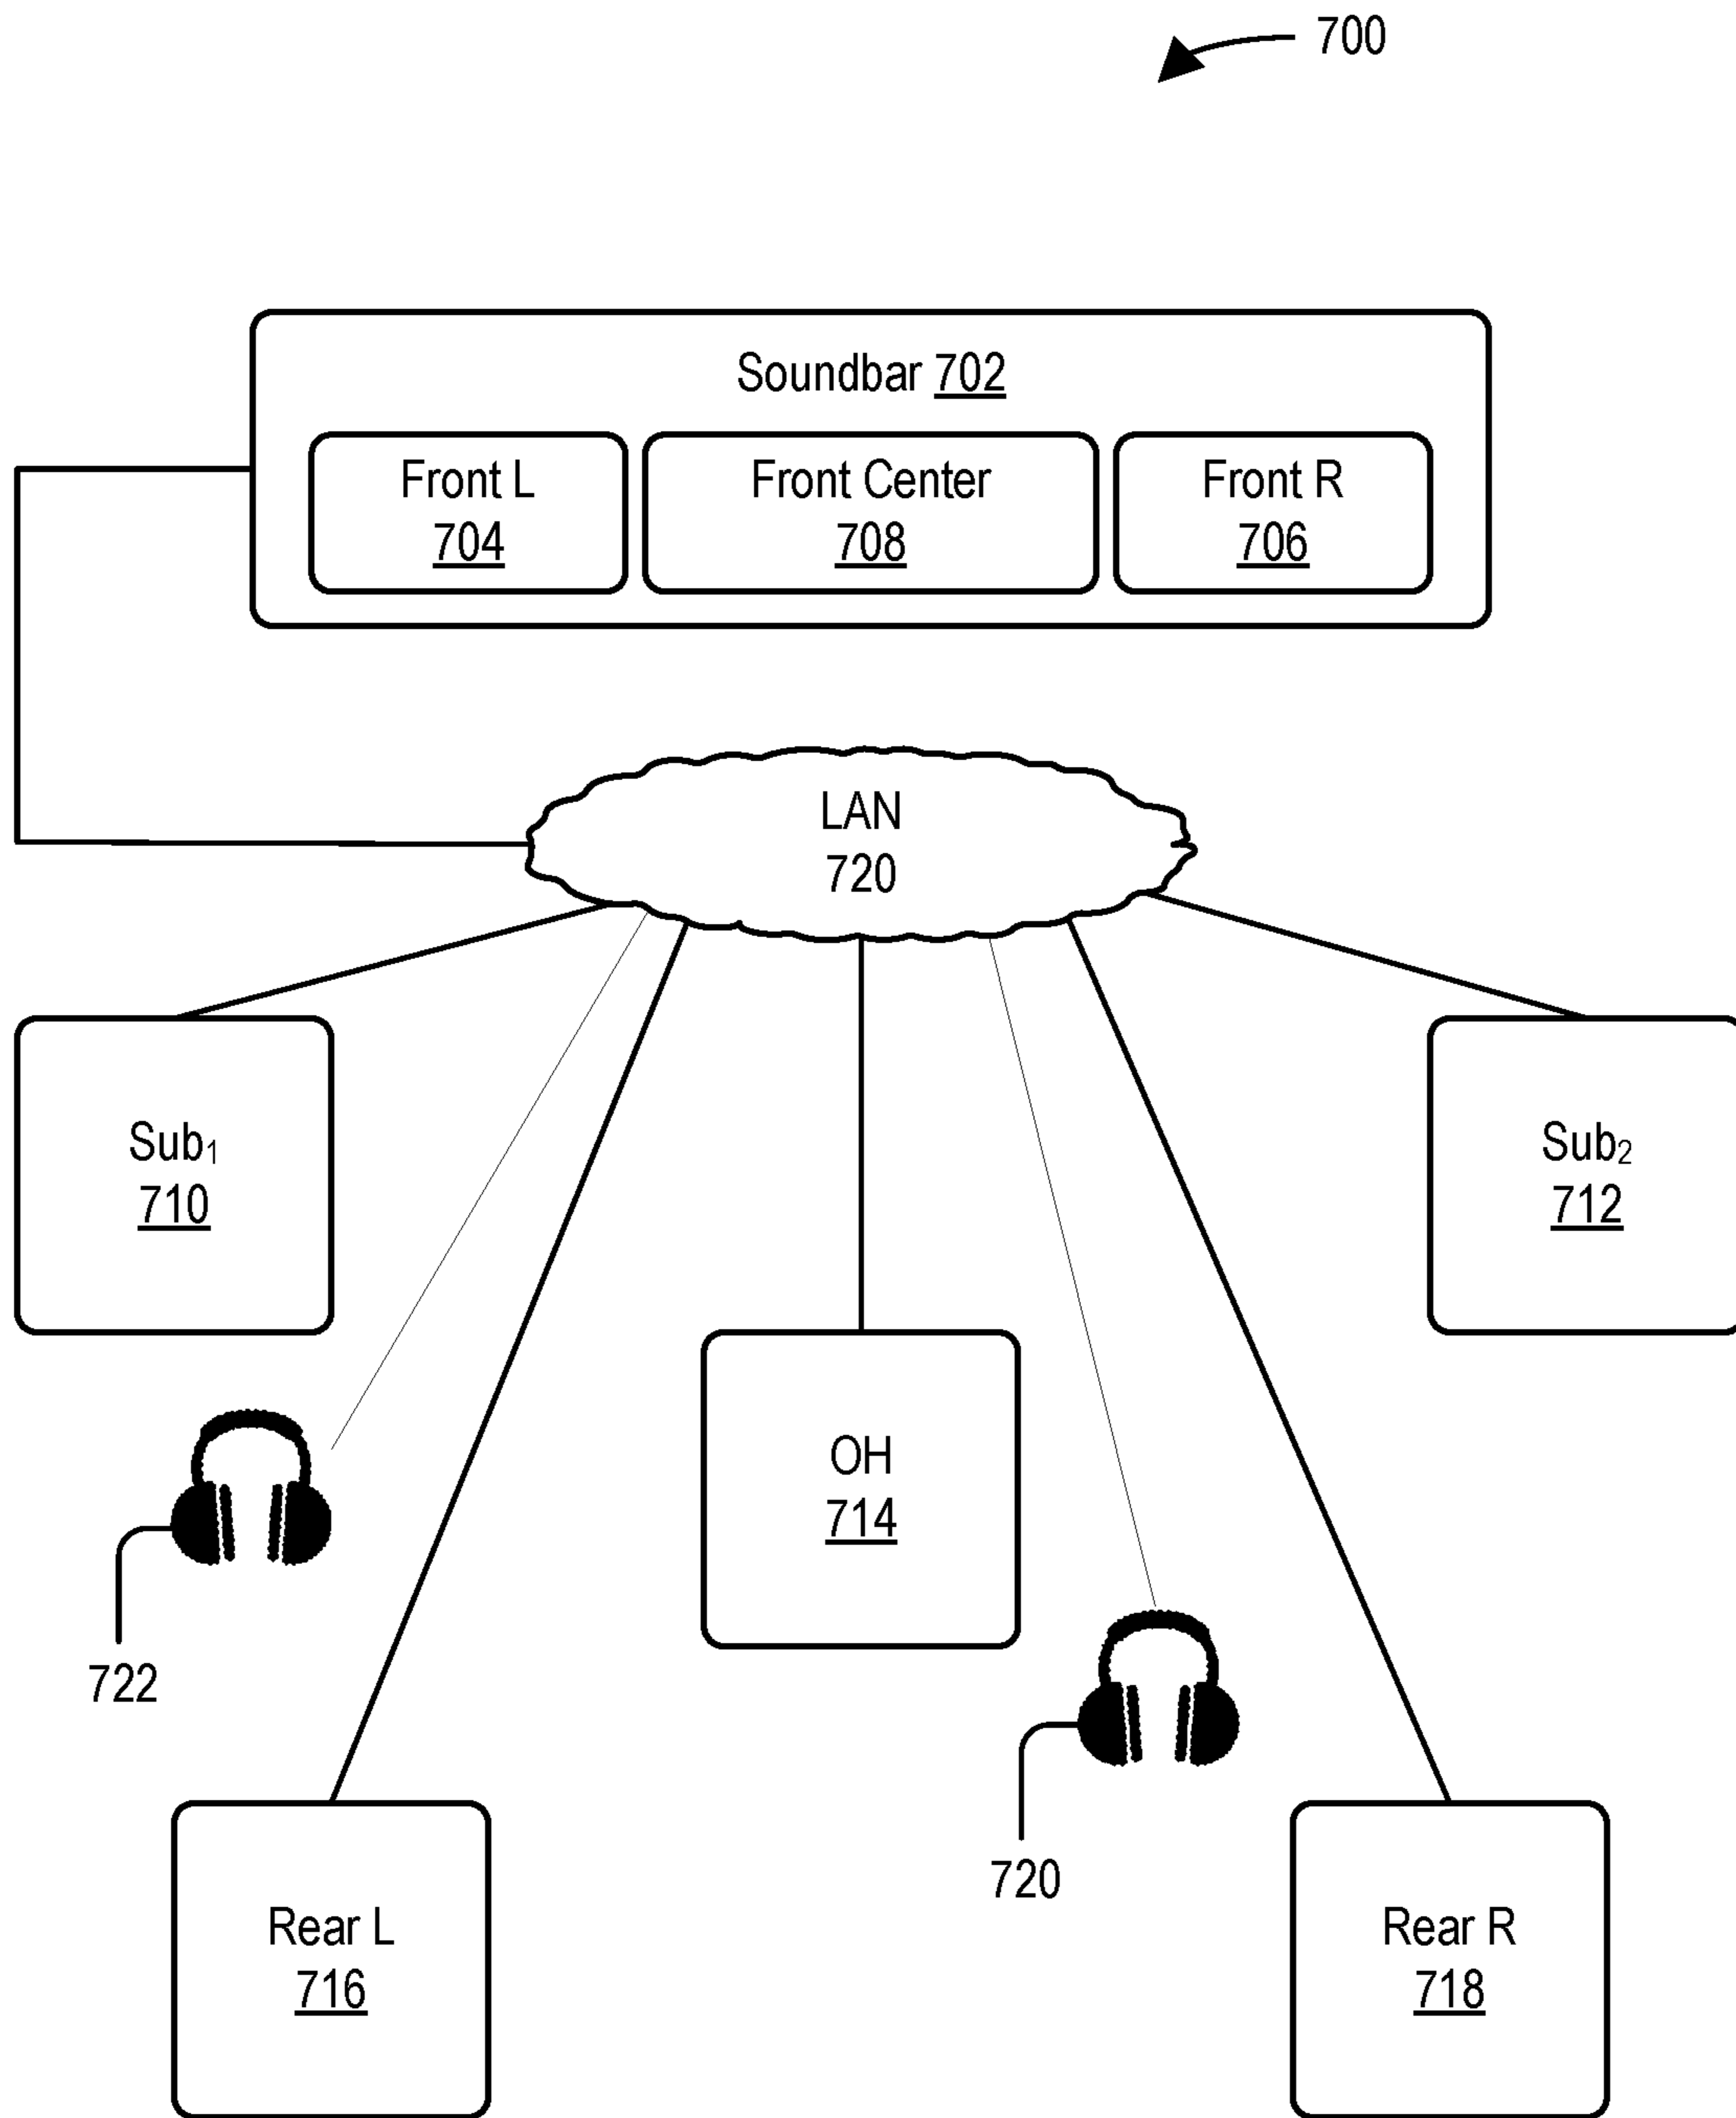 700
Soundbar 702
Front L
704
Front Center
708
Front R
706
LAN
720
Sub₁
710
Sub₂
712
OH
714
722
720
Rear L
716
Rear R
718